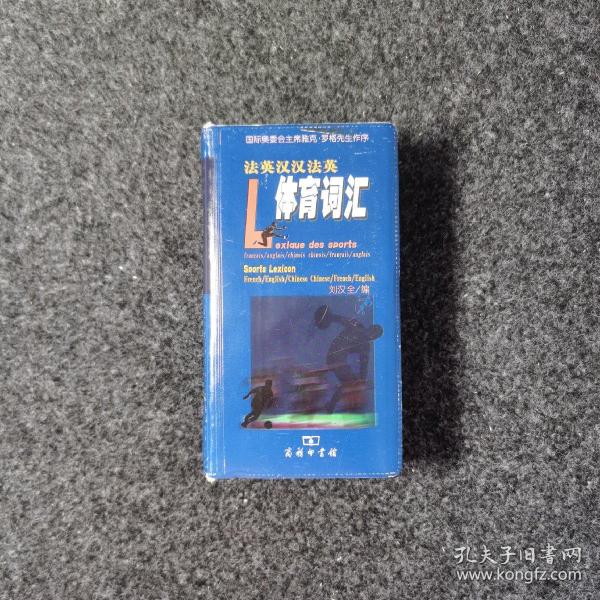 国际奥委会主席雅克·罗格先生作序
法英汉汉法英
体育词汇
Lexique des sports
français/anglais/chinois chinois/français/anglais
Sports Lexicon
French/English/Chinese Chinese/French/English
刘汉全/编
商务印书馆
孔夫子旧书网
www.kongfz.com